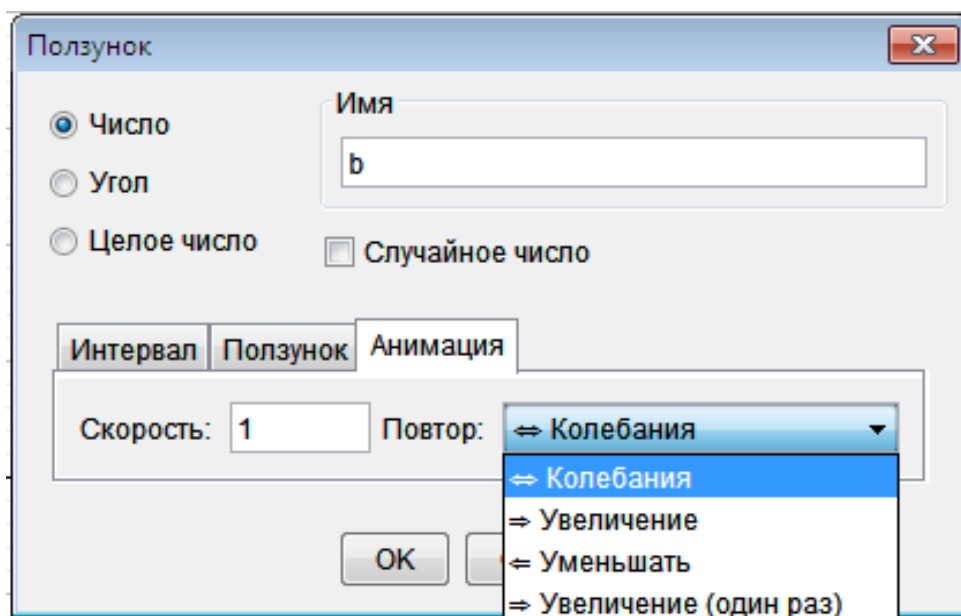 Ползунок
Имя
Число
b
Угол
Целое число
Случайное число
Интервал Ползунок Анимация
Скорость: 1 Повтор: ⇔ Колебания
⇔ Колебания
⇒ Увеличение
⇐ Уменьшать
OK
⇒ Увеличение (один раз)